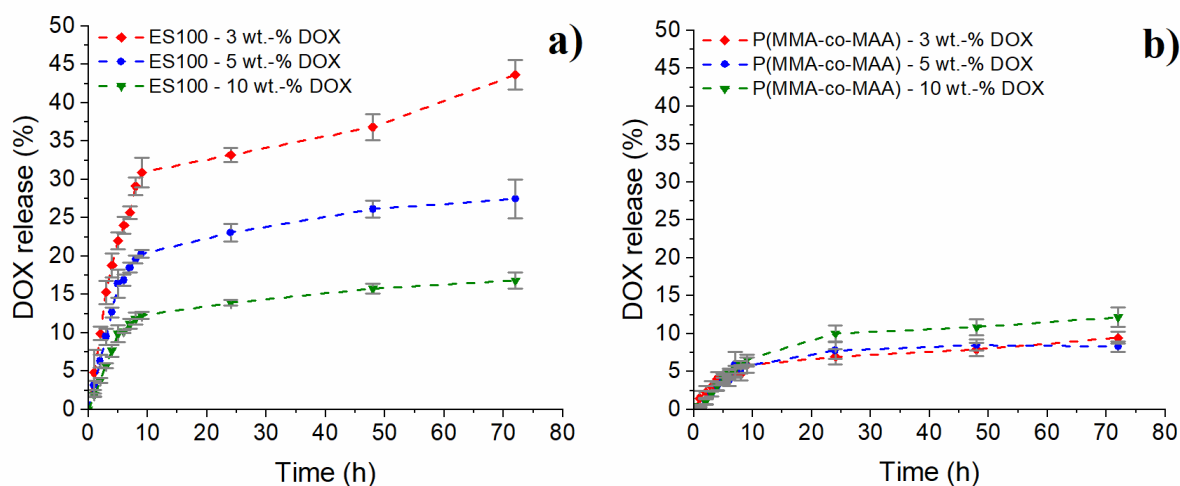 a)
ES100 - 3 wt.-% DOX
ES100 - 5 wt.-% DOX
ES100 - 10 wt.-% DOX
DOX release (%)
50
45
40
35
30
25
20
15
10
5
0
0 10 20 30 40 50 60 70 80
Time (h)
b)
P(MMA-co-MAA) - 3 wt.-% DOX
P(MMA-co-MAA) - 5 wt.-% DOX
P(MMA-co-MAA) - 10 wt.-% DOX
DOX release (%)
50
45
40
35
30
25
20
15
10
5
0
0 10 20 30 40 50 60 70 80
Time (h)